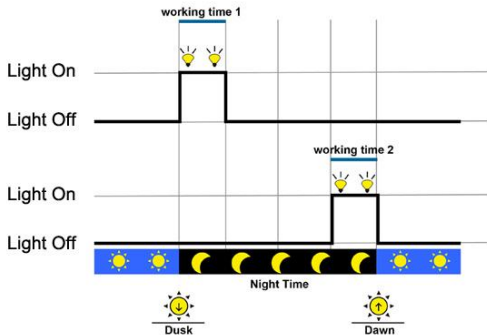 working time 1
Light On
Light Off
working time 2
Light On
Light Off
Night Time
Dusk
Dawn